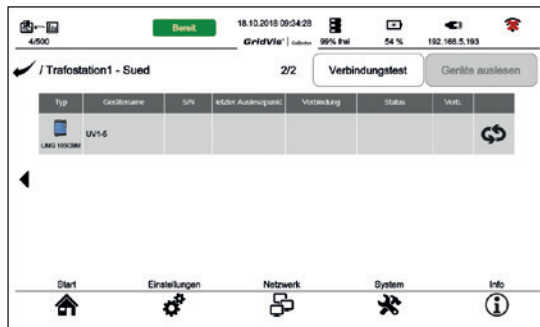 Bereit 18.10.2018 09:34:28
4/500 GridVis® | Collector 99% frei 54 % 192.168.5.193
/ Trafostation1 - Sued 2/2 Verbindungstest Geräte auslesen
Typ Gerätename S/N letzter Auslesepunkt Verbindung Status Verb.
UV1-5
UMG 103CBM
Start Einstellungen Netzwerk System Info